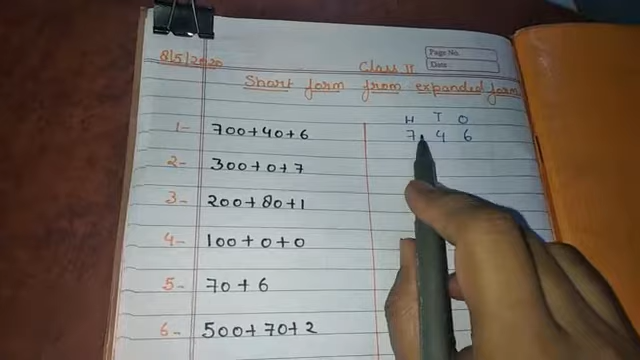 Page No.
Date
8/5/2020
Class II
Short form from expanded form
H T O
1- 700+40+6 7 4 6
2- 300+0+7
3- 200+80+1
4- 100+0+0
5- 70+6
6- 500+70+2